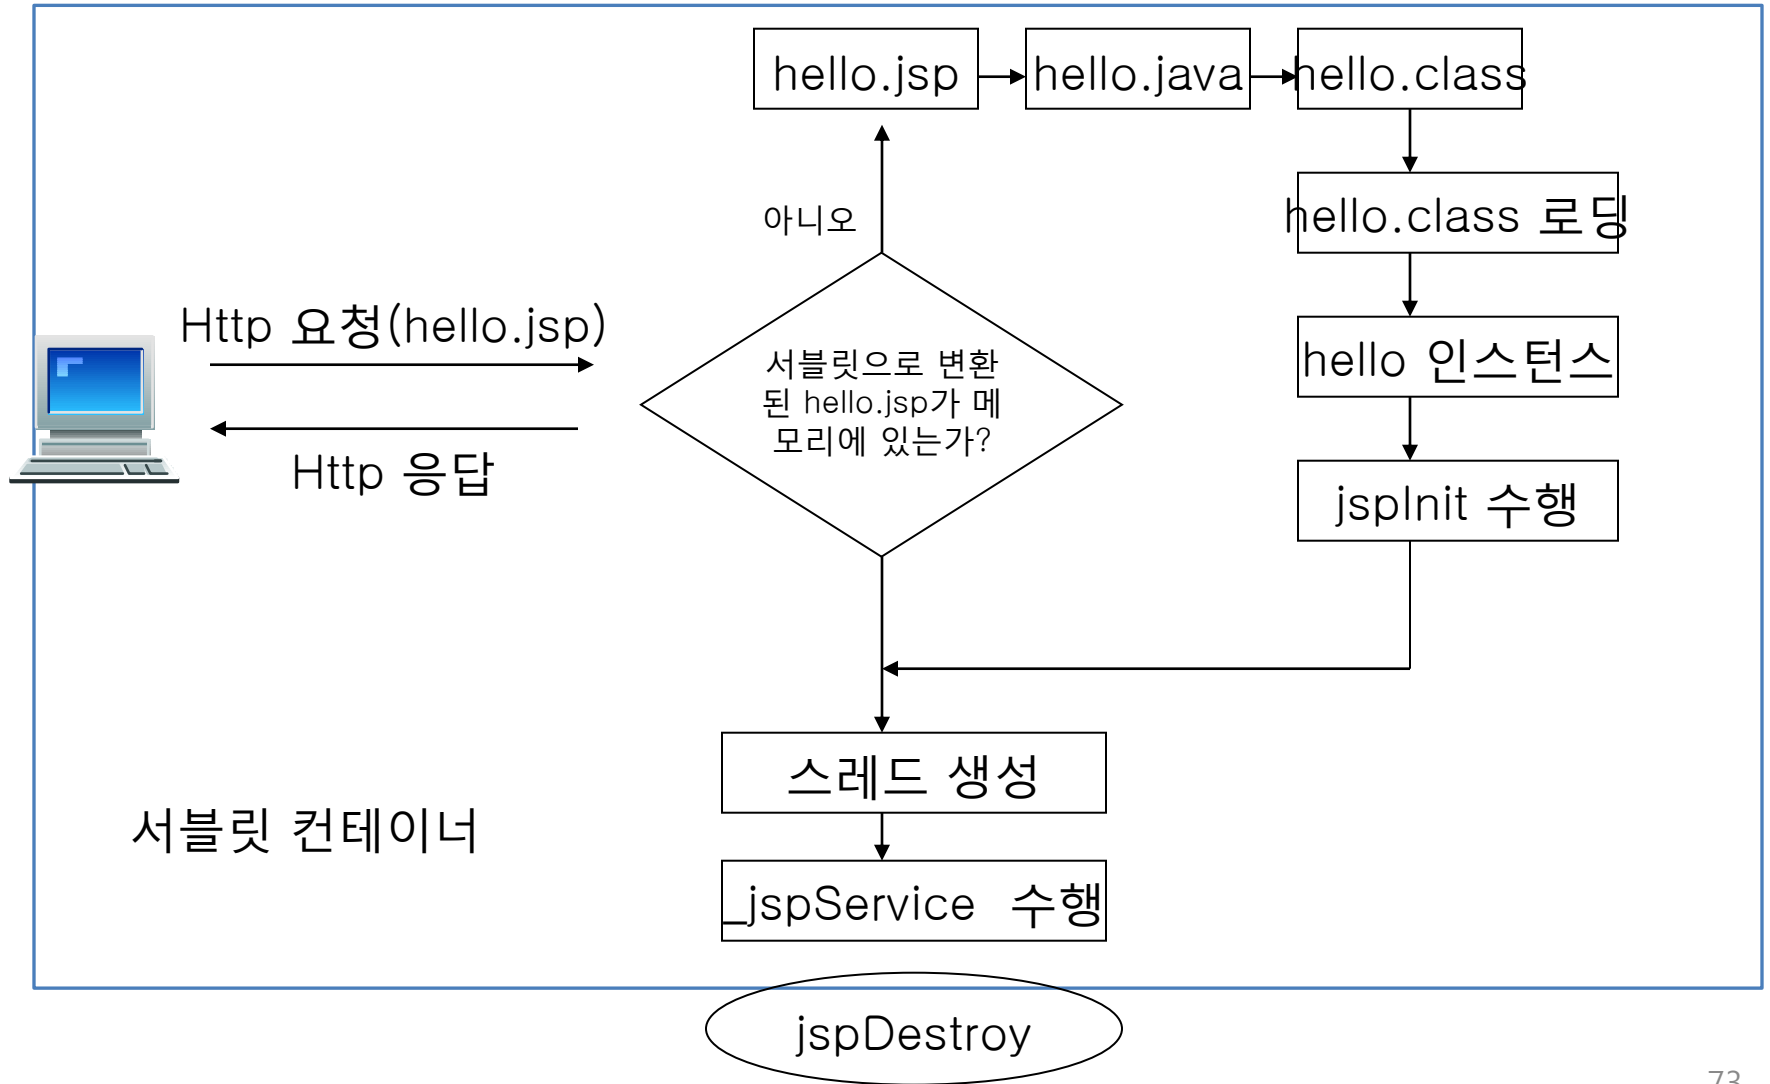 hello.jsp
hello.java
hello.class
hello.class 로딩
아니오
Http 요청(hello.jsp)
서블릿으로 변환
된 hello.jsp가 메
모리에 있는가?
hello 인스턴스
Http 응답
jspInit 수행
스레드 생성
서블릿 컨테이너
_jspService 수행
jspDestroy
73